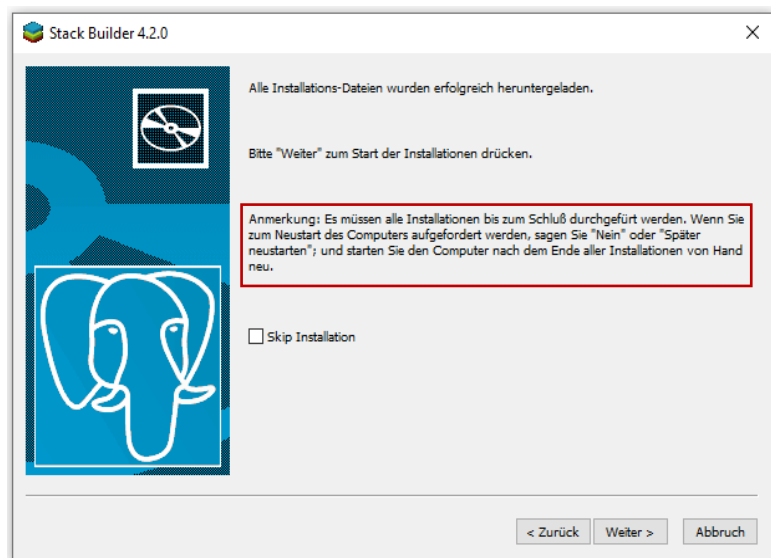 Stack Builder 4.2.0
Alle Installations-Dateien wurden erfolgreich heruntergeladen.
Bitte "Weiter" zum Start der Installationen drücken.
Anmerkung: Es müssen alle Installationen bis zum Schluß durchgefürt werden. Wenn Sie
zum Neustart des Computers aufgefordert werden, sagen Sie "Nein" oder "Später
neustarten"; und starten Sie den Computer nach dem Ende aller Installationen von Hand
neu.
Skip Installation
< Zurück Weiter > Abbruch